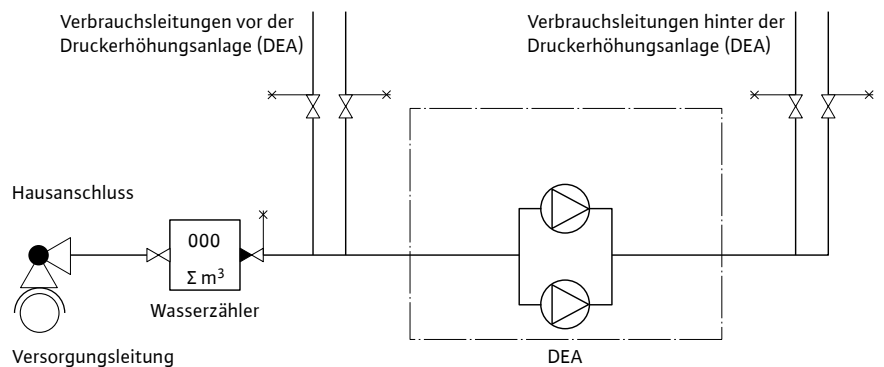 Verbrauchsleitungen vor der
Druckerhöhungsanlage (DEA)
Verbrauchsleitungen hinter der
Druckerhöhungsanlage (DEA)
Hausanschluss
000
Σ m³
Wasserzähler
Versorgungsleitung
DEA